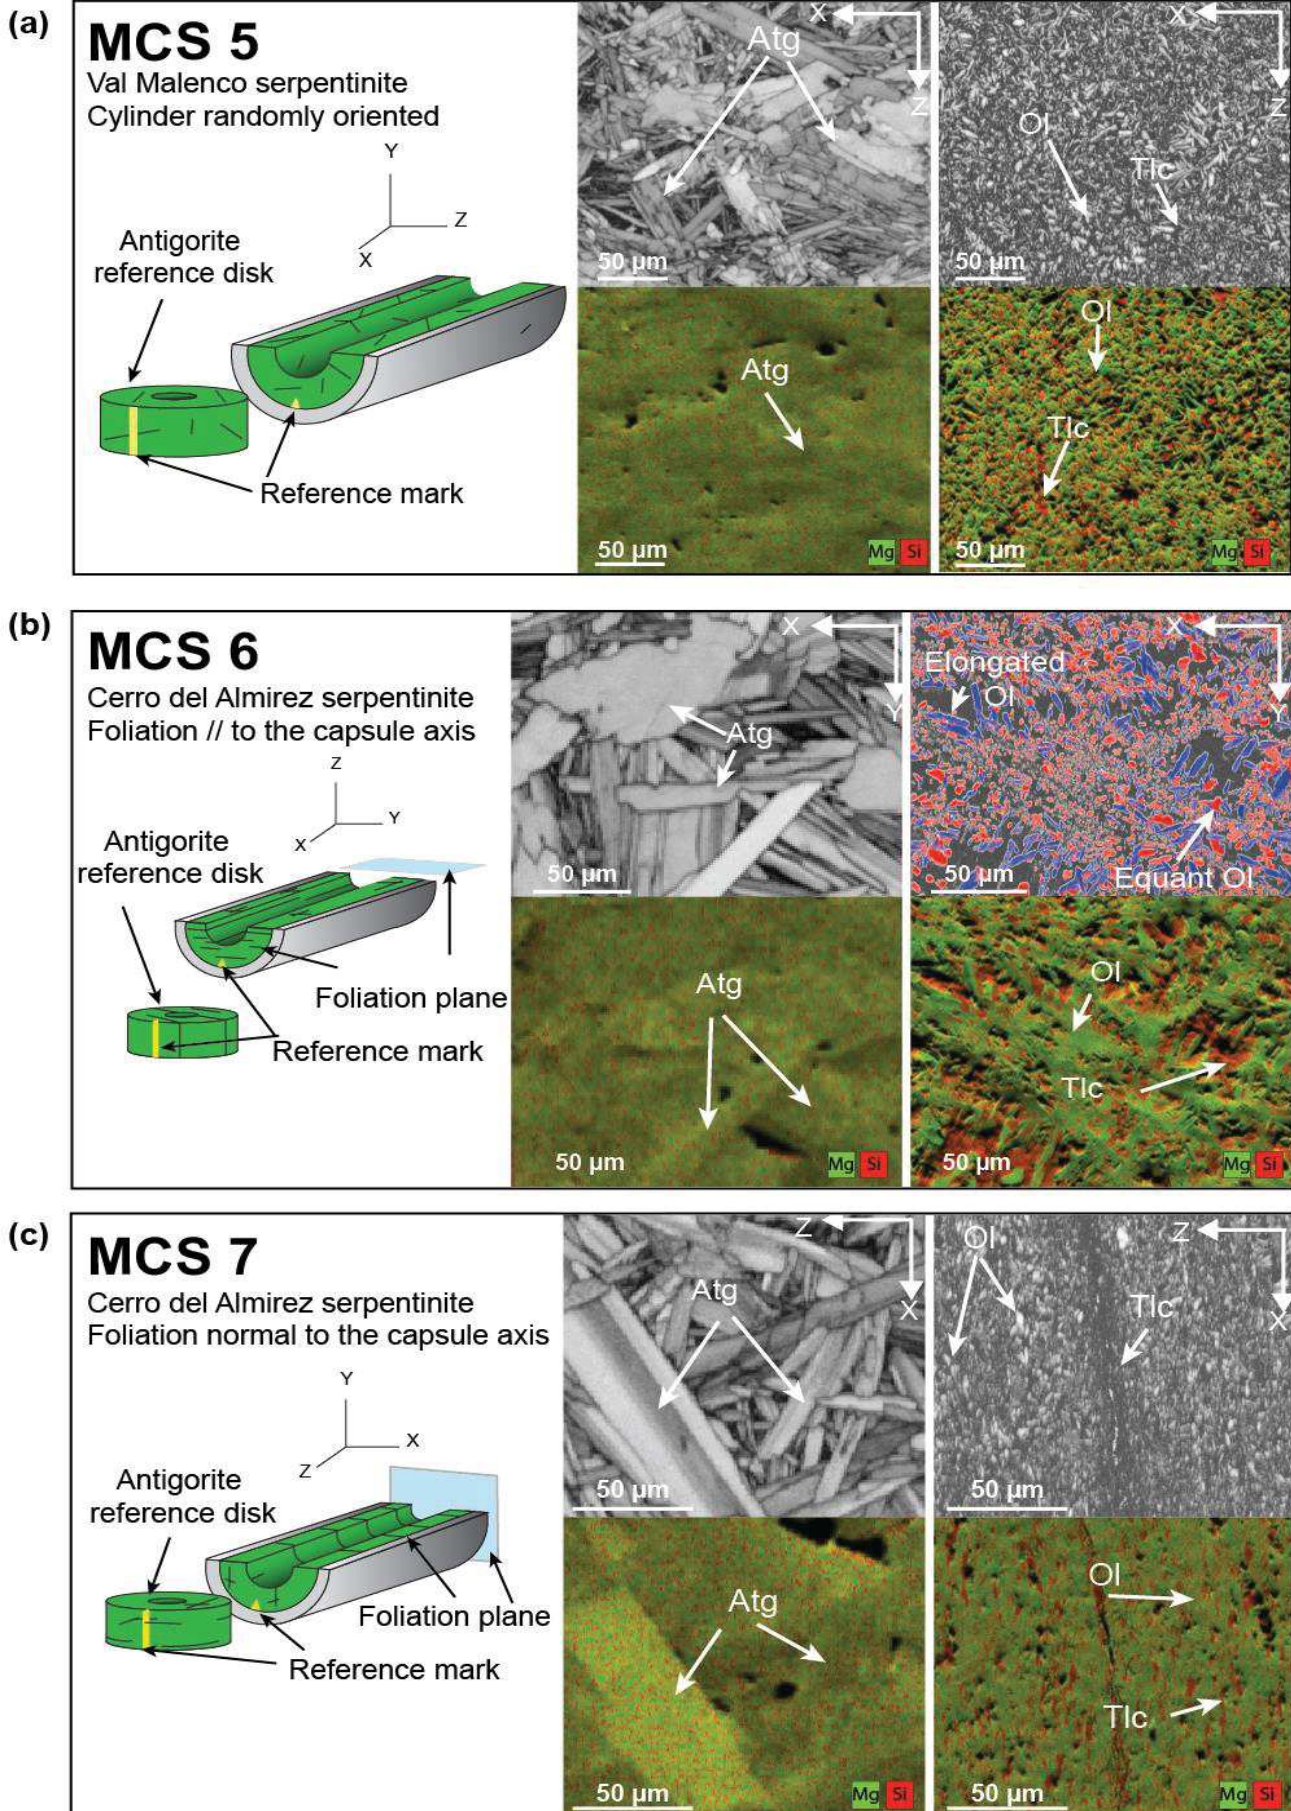 (a)
MCS 5
Val Malenco serpentinite
Cylinder randomly oriented
Y
Z
X
Antigorite
reference disk
Reference mark
X
Z
Atg
50 µm
X
Z
Ol
Tlc
50 µm
Atg
50 µm
Mg Si
Ol
Tlc
50 µm
Mg Si
(b)
MCS 6
Cerro del Almirez serpentinite
Foliation // to the capsule axis
Z
Y
X
Antigorite
reference disk
Foliation plane
Reference mark
X
Y
Atg
50 µm
X
Y
Elongated
Ol
Equant Ol
50 µm
Atg
50 µm
Mg Si
Ol
Tlc
50 µm
Mg Si
(c)
MCS 7
Cerro del Almirez serpentinite
Foliation normal to the capsule axis
Y
X
Z
Antigorite
reference disk
Foliation plane
Reference mark
Z
X
Atg
50 µm
Z
X
Ol
Tlc
50 µm
Atg
50 µm
Mg Si
Ol
Tlc
50 µm
Mg Si